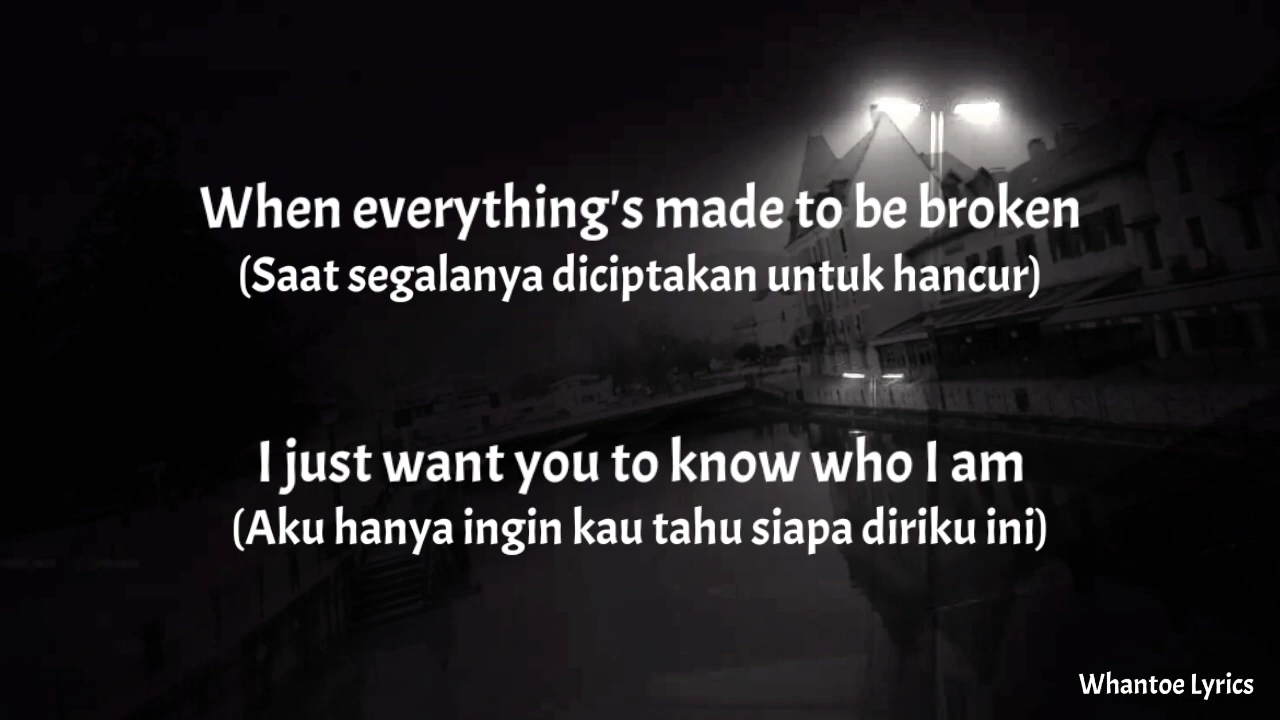 When everything's made to be broken
(Saat segalanya diciptakan untuk hancur)
I just want you to know who I am
(Aku hanya ingin kau tahu siapa diriku ini)
Whantoe Lyrics